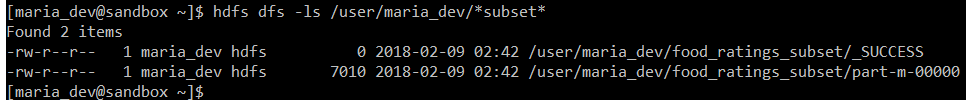 [maria_dev@sandbox ~]$ hdfs dfs -ls /user/maria_dev/*subset*
Found 2 items
-rw-r--r--   1 maria_dev hdfs          0 2018-02-09 02:42 /user/maria_dev/food_ratings_subset/_SUCCESS
-rw-r--r--   1 maria_dev hdfs       7010 2018-02-09 02:42 /user/maria_dev/food_ratings_subset/part-m-00000
[maria_dev@sandbox ~]$